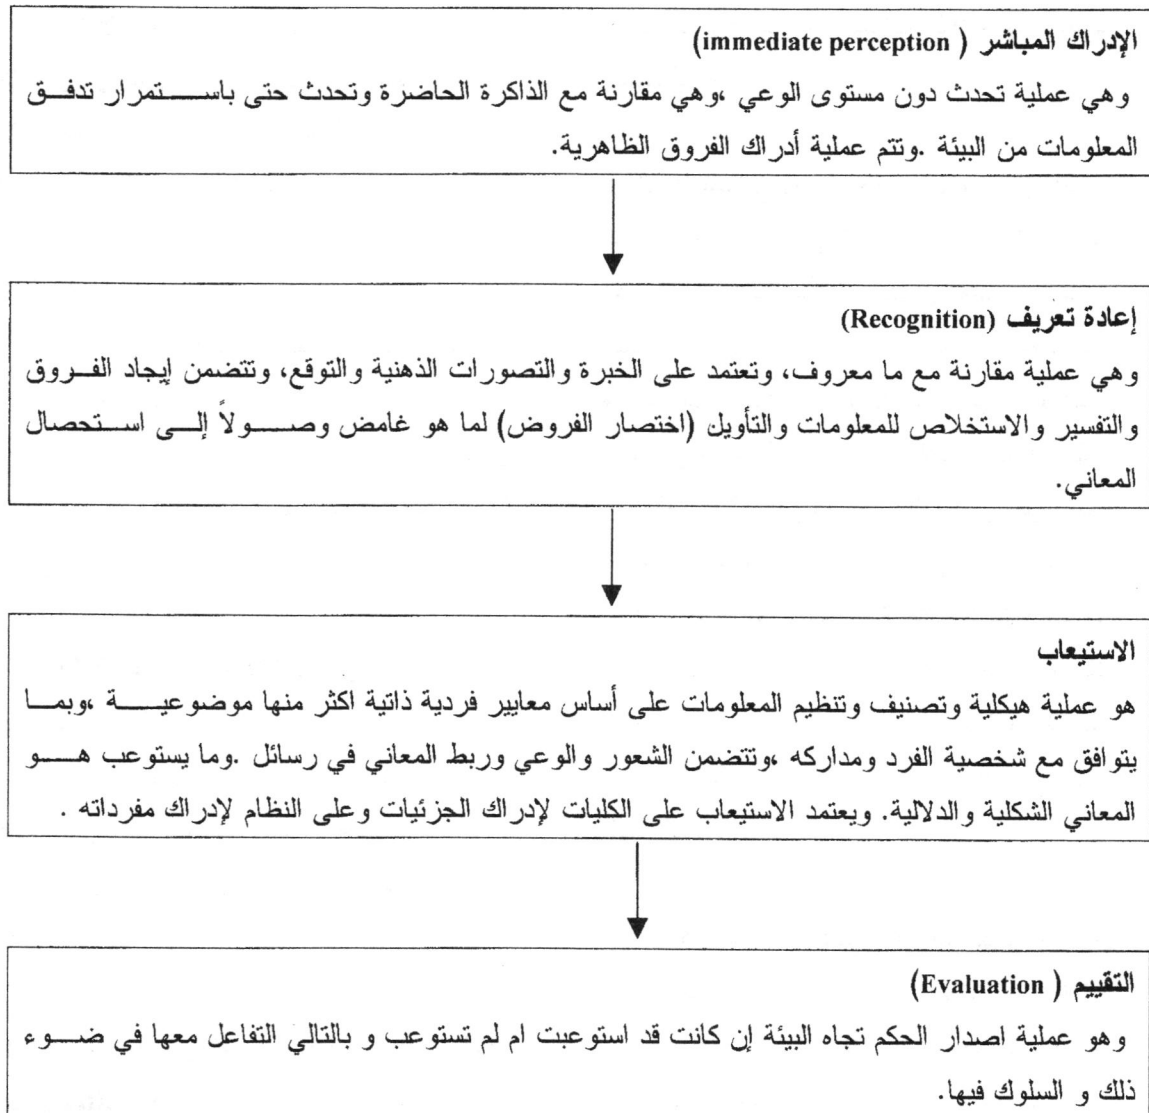 الإدراك المباشر ( immediate perception)
وهي عملية تحدث دون مستوى الوعي ،وهي مقارنة مع الذاكرة الحاضرة وتحدث حتى باستمرار تدفق
المعلومات من البيئة .وتتم عملية أدراك الفروق الظاهرية.
إعادة تعريف (Recognition)
وهي عملية مقارنة مع ما معروف، وتعتمد على الخبرة والتصورات الذهنية والتوقع، وتتضمن إيجاد الفروق
والتفسير والاستخلاص للمعلومات والتأويل (اختصار الفروض) لما هو غامض وصولاً إلى استحصال
المعاني.
الاستيعاب
هو عملية هيكلية وتصنيف وتنظيم المعلومات على أساس معايير فردية ذاتية اكثر منها موضوعية ،وبما
يتوافق مع شخصية الفرد ومداركه ،وتتضمن الشعور والوعي وربط المعاني في رسائل .وما يستوعب هو
المعاني الشكلية والدلالية. ويعتمد الاستيعاب على الكليات لإدراك الجزئيات وعلى النظام لإدراك مفرداته .
التقييم ( Evaluation)
وهو عملية اصدار الحكم تجاه البيئة إن كانت قد استوعبت ام لم تستوعب و بالتالي التفاعل معها في ضوء
ذلك و السلوك فيها.